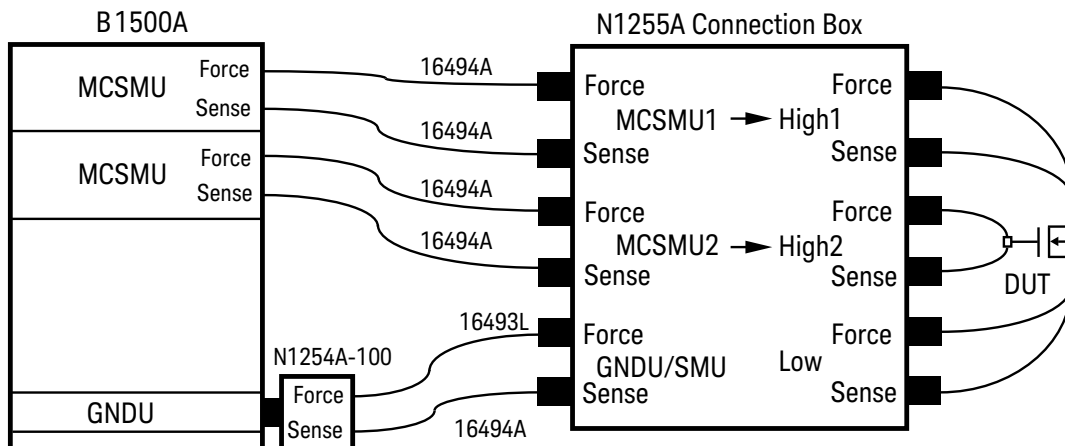 B1500A
N1255A Connection Box
MCSMU
Force
Sense
16494A
16494A
MCSMU
Force
Sense
16494A
16494A
Force
MCSMU1
High1
Sense
Force
Sense
Force
MCSMU2
High2
Sense
Force
Sense
DUT
16493L
N1254A-100
Force
GNDU/SMU
Low
Sense
Force
Sense
GNDU
Force
Sense
16494A